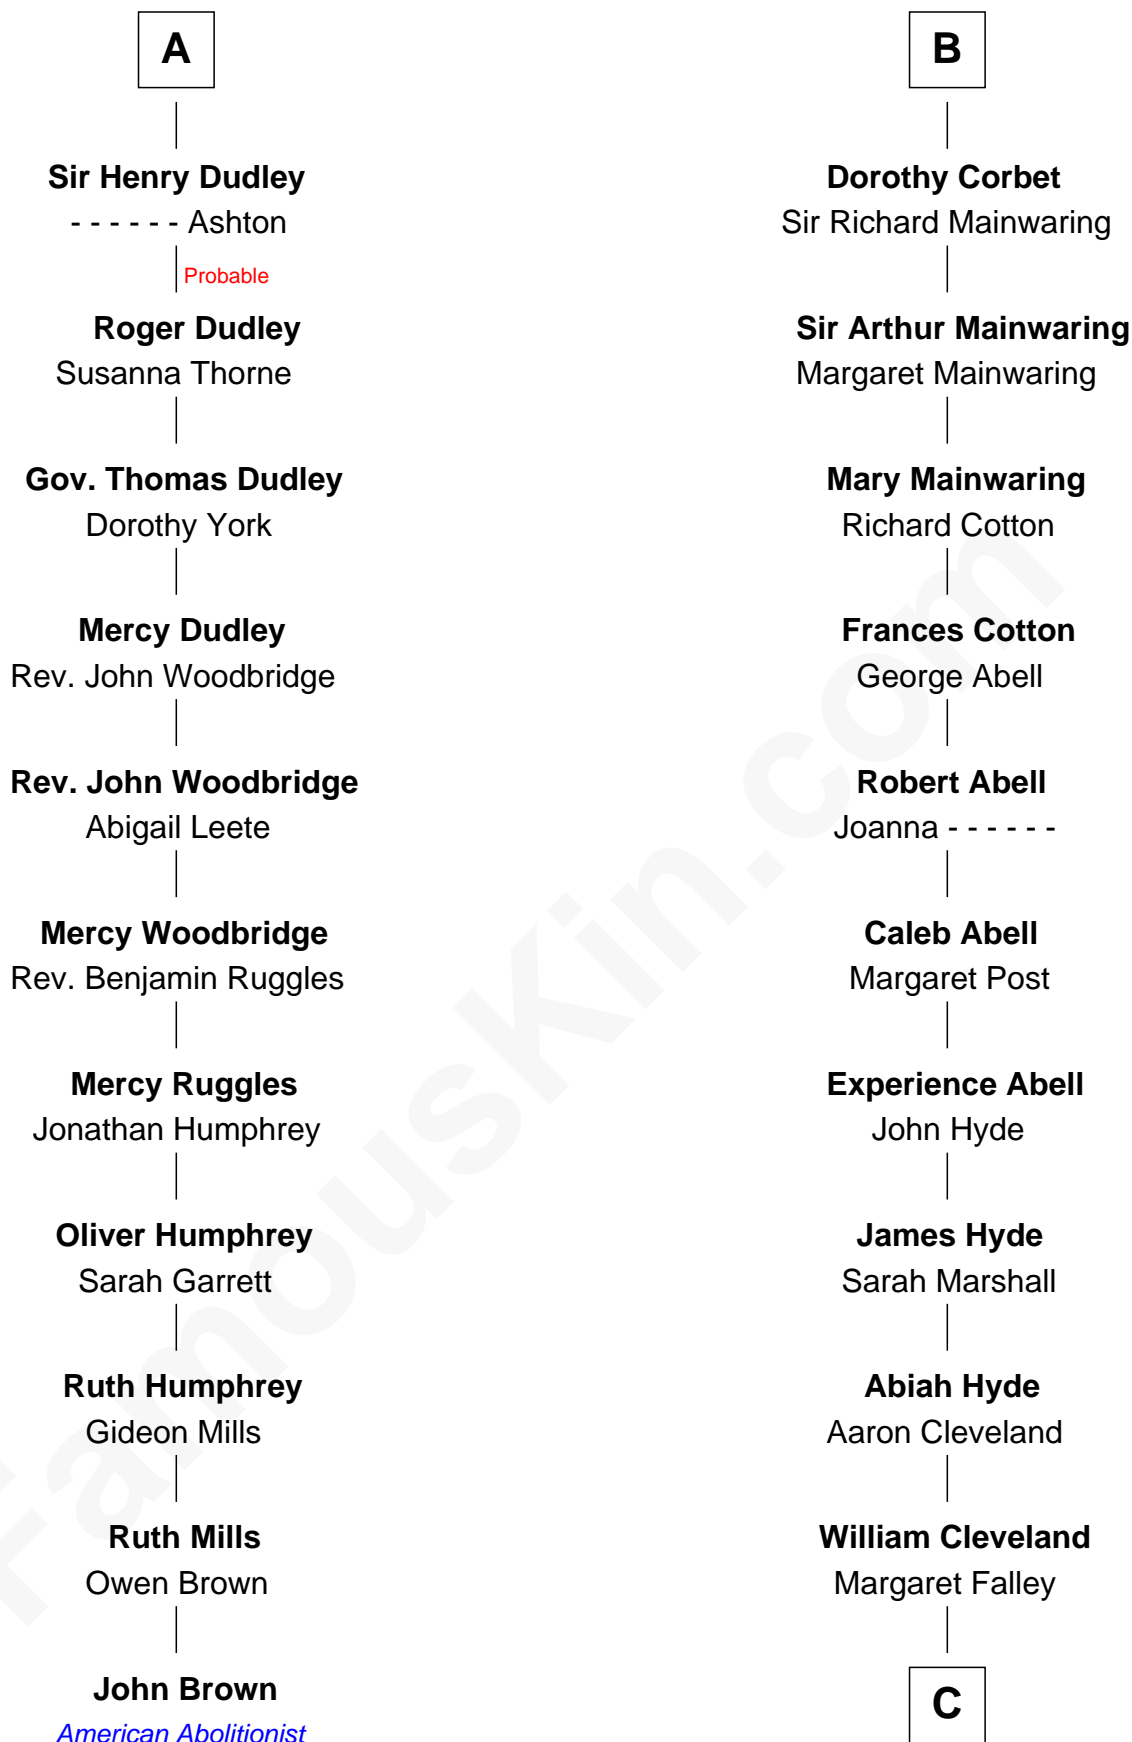 A
Sir Henry Dudley
- - - - - - Ashton
Probable
Roger Dudley
Susanna Thorne
Gov. Thomas Dudley
Dorothy York
Mercy Dudley
Rev. John Woodbridge
Rev. John Woodbridge
Abigail Leete
Mercy Woodbridge
Rev. Benjamin Ruggles
Mercy Ruggles
Jonathan Humphrey
Oliver Humphrey
Sarah Garrett
Ruth Humphrey
Gideon Mills
Ruth Mills
Owen Brown
John Brown
American Abolitionist
B
Dorothy Corbet
Sir Richard Mainwaring
Sir Arthur Mainwaring
Margaret Mainwaring
Mary Mainwaring
Richard Cotton
Frances Cotton
George Abell
Robert Abell
Joanna - - - - - -
Caleb Abell
Margaret Post
Experience Abell
John Hyde
James Hyde
Sarah Marshall
Abiah Hyde
Aaron Cleveland
William Cleveland
Margaret Falley
C
FamousKin.com